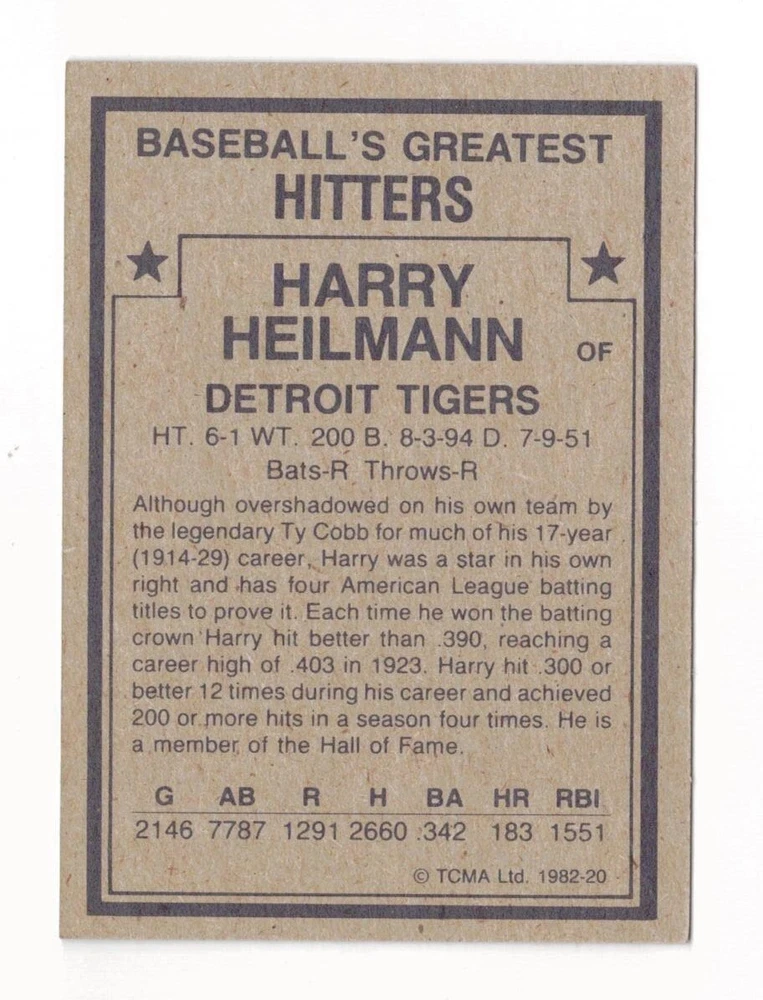 BASEBALL'S GREATEST
HITTERS
HARRY
HEILMANN OF
DETROIT TIGERS
HT. 6-1 WT. 200 B. 8-3-94 D. 7-9-51
Bats-R Throws-R
Although overshadowed on his own team by
the legendary Ty Cobb for much of his 17-year
(1914-29) career, Harry was a star in his own
right and has four American League batting
titles to prove it. Each time he won the batting
crown Harry hit better than .390, reaching a
career high of .403 in 1923. Harry hit .300 or
better 12 times during his career and achieved
200 or more hits in a season four times. He is
a member of the Hall of Fame.
G AB R H BA HR RBI
2146 7787 1291 2660 .342 183 1551
© TCMA Ltd. 1982-20